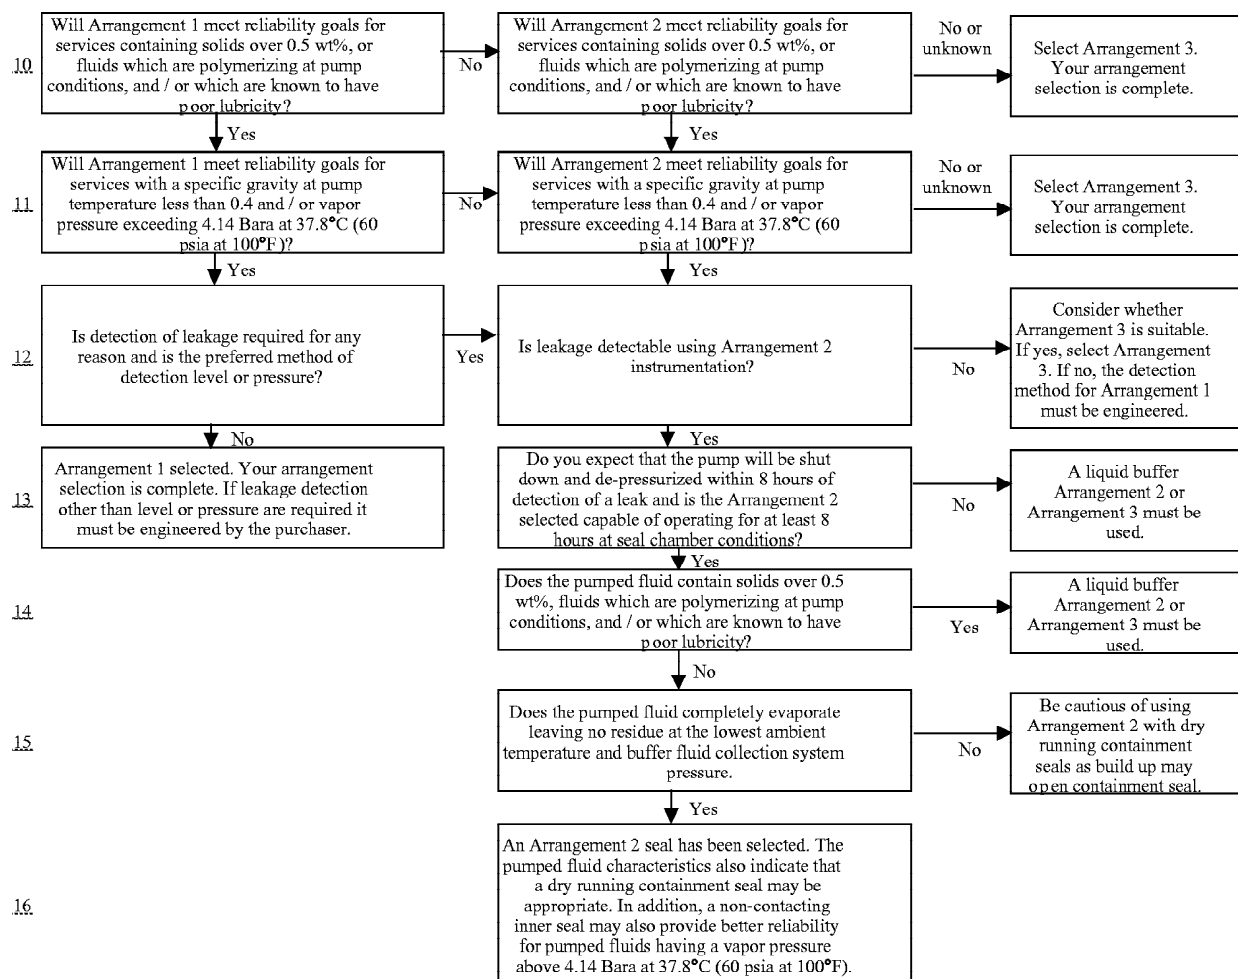 10
Will Arrangement 1 meet reliability goals for
services containing solids over 0.5 wt%, or
fluids which are polymerizing at pump
conditions, and / or which are known to have
poor lubricity?
No
Will Arrangement 2 meet reliability goals for
services containing solids over 0.5 wt%, or
fluids which are polymerizing at pump
conditions, and / or which are known to have
poor lubricity?
No or
unknown
Select Arrangement 3.
Your arrangement
selection is complete.
Yes
Yes
11
Will Arrangement 1 meet reliability goals for
services with a specific gravity at pump
temperature less than 0.4 and / or vapor
pressure exceeding 4.14 Bara at 37.8°C (60
psia at 100°F)?
No
Will Arrangement 2 meet reliability goals for
services with a specific gravity at pump
temperature less than 0.4 and / or vapor
pressure exceeding 4.14 Bara at 37.8°C (60
psia at 100°F)?
No or
unknown
Select Arrangement 3.
Your arrangement
selection is complete.
Yes
Yes
12
Is detection of leakage required for any
reason and is the preferred method of
detection level or pressure?
Yes
Is leakage detectable using Arrangement 2
instrumentation?
No
Consider whether
Arrangement 3 is suitable.
If yes, select Arrangement
3. If no, the detection
method for Arrangement 1
must be engineered.
No
Yes
13
Arrangement 1 selected. Your arrangement
selection is complete. If leakage detection
other than level or pressure are required it
must be engineered by the purchaser.
Do you expect that the pump will be shut
down and de-pressurized within 8 hours of
detection of a leak and is the Arrangement 2
selected capable of operating for at least 8
hours at seal chamber conditions?
No
A liquid buffer
Arrangement 2 or
Arrangement 3 must be
used.
Yes
14
Does the pumped fluid contain solids over 0.5
wt%, fluids which are polymerizing at pump
conditions, and / or which are known to have
poor lubricity?
Yes
A liquid buffer
Arrangement 2 or
Arrangement 3 must be
used.
No
15
Does the pumped fluid completely evaporate
leaving no residue at the lowest ambient
temperature and buffer fluid collection system
pressure.
No
Be cautious of using
Arrangement 2 with dry
running containment
seals as build up may
open containment seal.
Yes
16
An Arrangement 2 seal has been selected. The
pumped fluid characteristics also indicate that
a dry running containment seal may be
appropriate. In addition, a non-contacting
inner seal may also provide better reliability
for pumped fluids having a vapor pressure
above 4.14 Bara at 37.8°C (60 psia at 100°F).